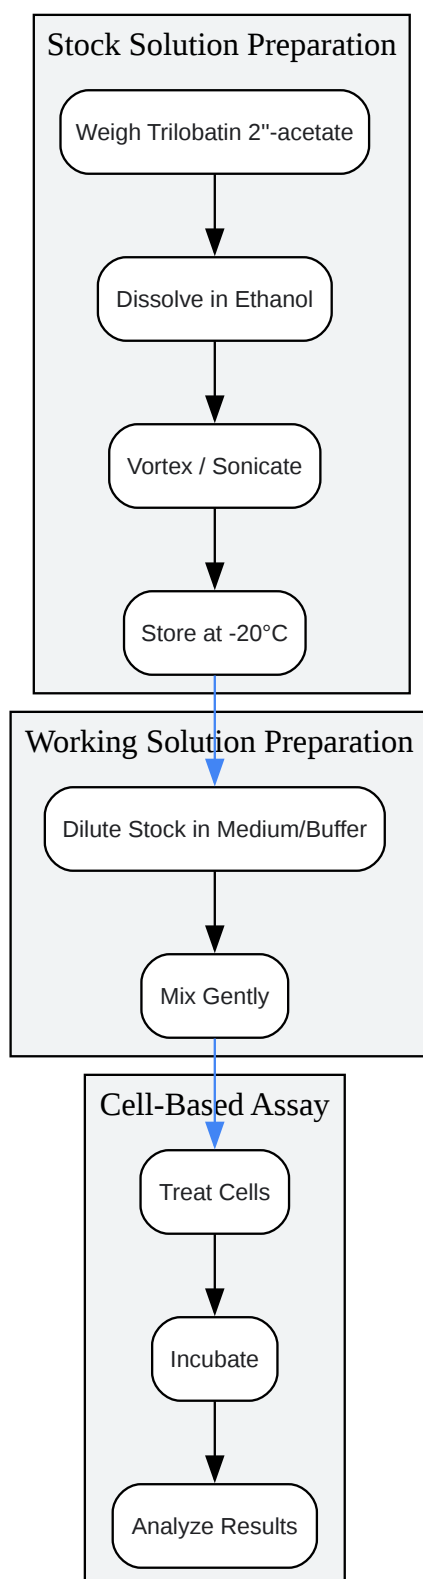 Stock Solution Preparation
Weigh Trilobatin 2"-acetate
Dissolve in Ethanol
Vortex / Sonicate
Store at -20°C
Working Solution Preparation
Dilute Stock in Medium/Buffer
Mix Gently
Cell-Based Assay
Treat Cells
Incubate
Analyze Results